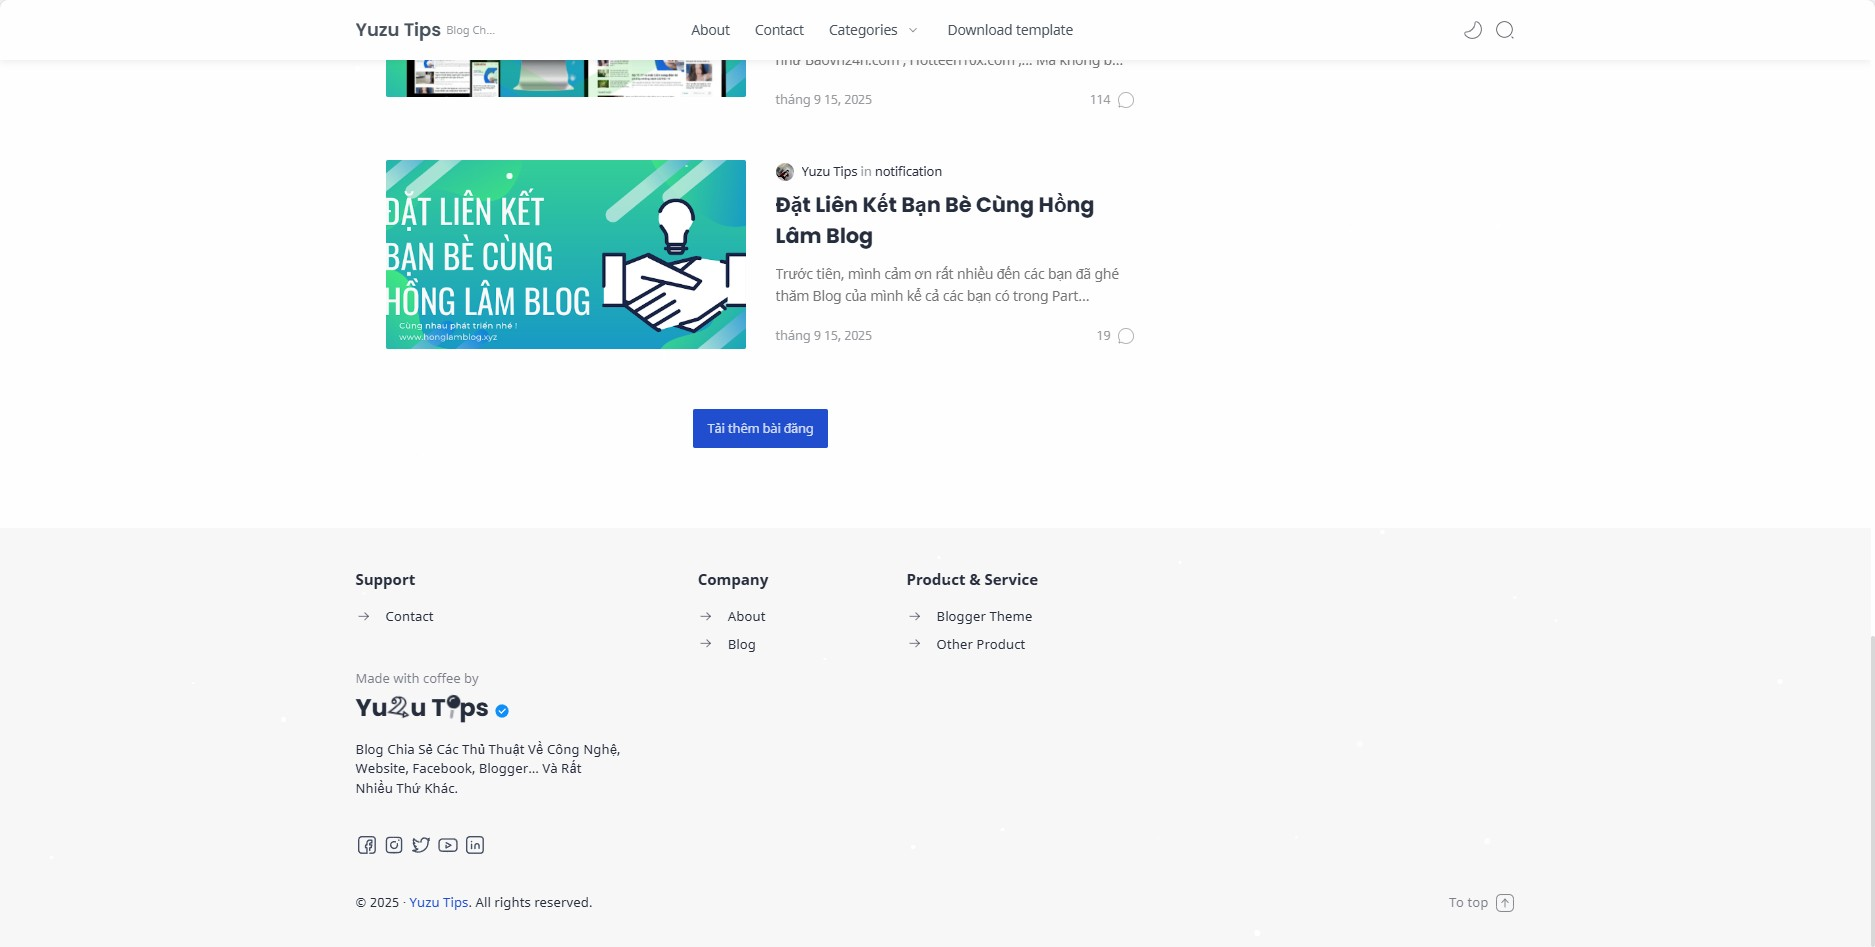 Yuzu Tips Blog Ch...
About Contact Categories Download template
như Baovn24h.com , Hotteen10x.com ,... Mà không b...
tháng 9 15, 2025 114
ĐẶT LIÊN KẾT
BẠN BÈ CÙNG
HỒNG LÂM BLOG
Cùng nhau phát triển nhé !
www.honglamblog.xyz
Yuzu Tips in notification
Đặt Liên Kết Bạn Bè Cùng Hồng
Lâm Blog
Trước tiên, mình cảm ơn rất nhiều đến các bạn đã ghé
thăm Blog của mình kể cả các bạn có trong Part...
tháng 9 15, 2025 19
Tải thêm bài đăng
Support
Contact
Company
About
Blog
Product & Service
Blogger Theme
Other Product
Made with coffee by
Yuzu Tips
Blog Chia Sẻ Các Thủ Thuật Về Công Nghệ,
Website, Facebook, Blogger... Và Rất
Nhiều Thứ Khác.
© 2025 · Yuzu Tips. All rights reserved.
To top